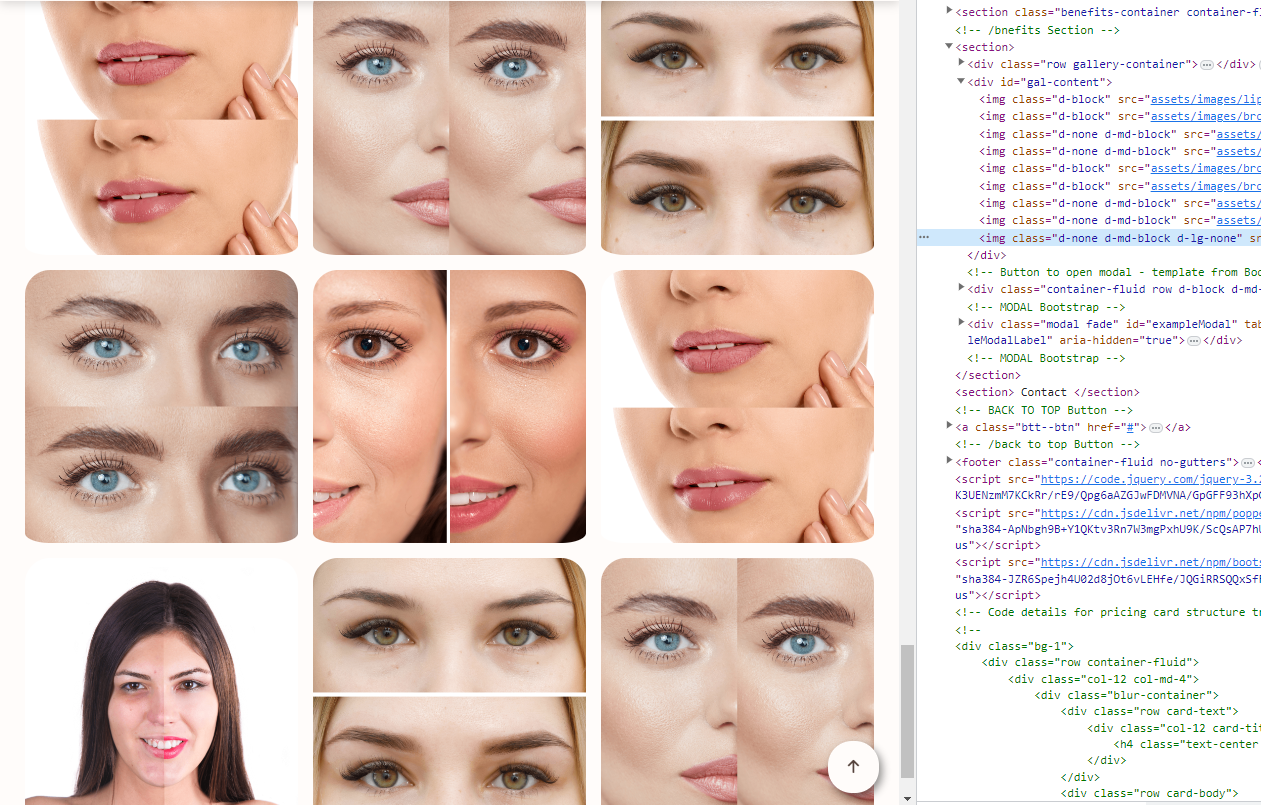 <section class="benefits-container container-fl
<!-- /bnefits Section -->
<section>
<div class="row gallery-container"> … </div>
<div id="gal-content">
<img class="d-block" src="assets/images/lip
<img class="d-block" src="assets/images/bro
<img class="d-none d-md-block" src="assets/
<img class="d-none d-md-block" src="assets/
<img class="d-block" src="assets/images/bro
<img class="d-block" src="assets/images/bro
<img class="d-none d-md-block" src="assets/
<img class="d-none d-md-block" src="assets/
<img class="d-none d-md-block d-lg-none" sr
</div>
<!-- Button to open modal - template from Boo
<div class="container-fluid row d-block d-md-
<!-- MODAL Bootstrap -->
<div class="modal fade" id="exampleModal" tab
leModalLabel" aria-hidden="true"> … </div>
<!-- MODAL Bootstrap -->
</section>
<section> Contact </section>
<!-- BACK TO TOP Button -->
<a class="btt--btn" href="#"> … </a>
<!-- /back to top Button -->
<footer class="container-fluid no-gutters"> … <
<script src="https://code.jquery.com/jquery-3.2
K3UENzmM7KCkRr/rE9/Qpg6aAZGJwFDMVNA/GpGFF93hXpG
<script src="https://cdn.jsdelivr.net/npm/poppe
"sha384-ApNbgh9B+Y1QKtv3Rn7W3mgPxhU9K/ScQsAP7hU
us"></script>
<script src="https://cdn.jsdelivr.net/npm/boots
"sha384-JZR6Spejh4U02d8jOt6vLEHfe/JQGiRRSQQxSfF
us"></script>
<!-- Code details for pricing card structure tr
<!--
<div class="bg-1">
<div class="row container-fluid">
<div class="col-12 col-md-4">
<div class="blur-container">
<div class="row card-text">
<div class="col-12 card-tit
<h4 class="text-center
</div>
</div>
<div class="row card-body">